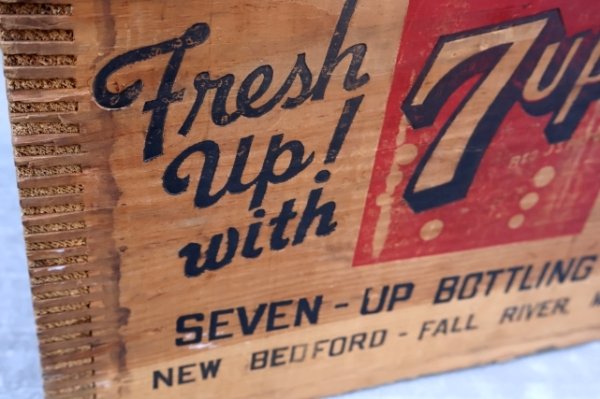 Fresh
Up!
with
7up
SEVEN-UP BOTTLING
NEW BEDFORD - FALL RIVER,